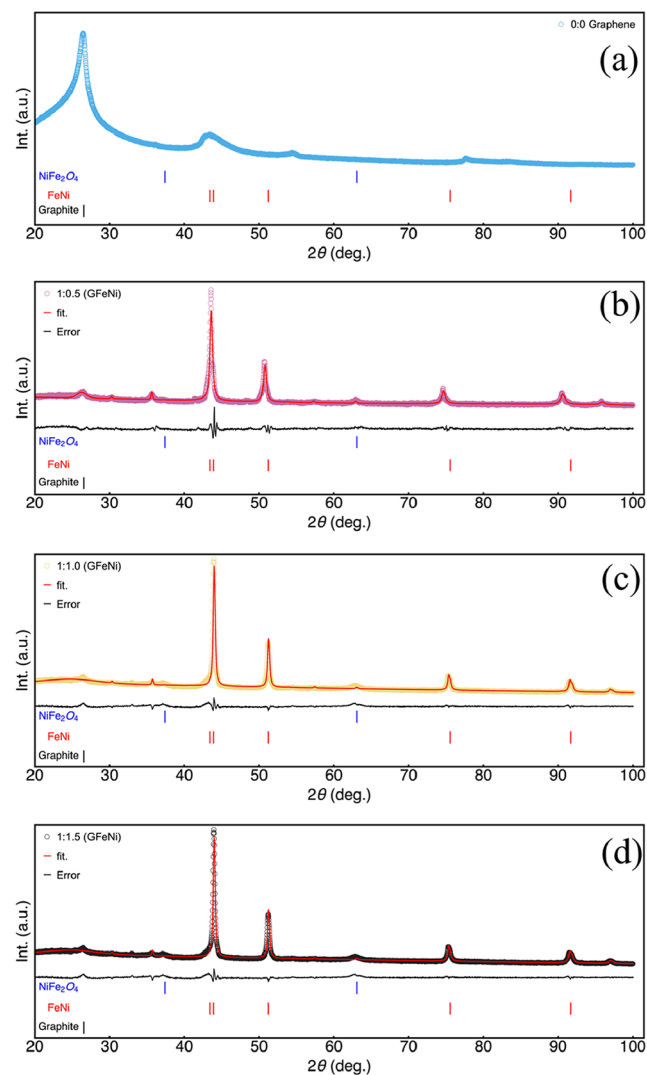 0:0 Graphene
(a)
Int. (a.u.)
NiFe2O4
FeNi
Graphite
20 30 40 50 60 70 80 90 100
2θ (deg.)
1:0.5 (GFeNi)
(b)
fit.
Error
Int. (a.u.)
NiFe2O4
FeNi
Graphite
20 30 40 50 60 70 80 90 100
2θ (deg.)
1:1.0 (GFeNi)
(c)
fit.
Error
Int. (a.u.)
NiFe2O4
FeNi
Graphite
20 30 40 50 60 70 80 90 100
2θ (deg.)
1:1.5 (GFeNi)
(d)
fit.
Error
Int. (a.u.)
NiFe2O4
FeNi
Graphite
20 30 40 50 60 70 80 90 100
2θ (deg.)